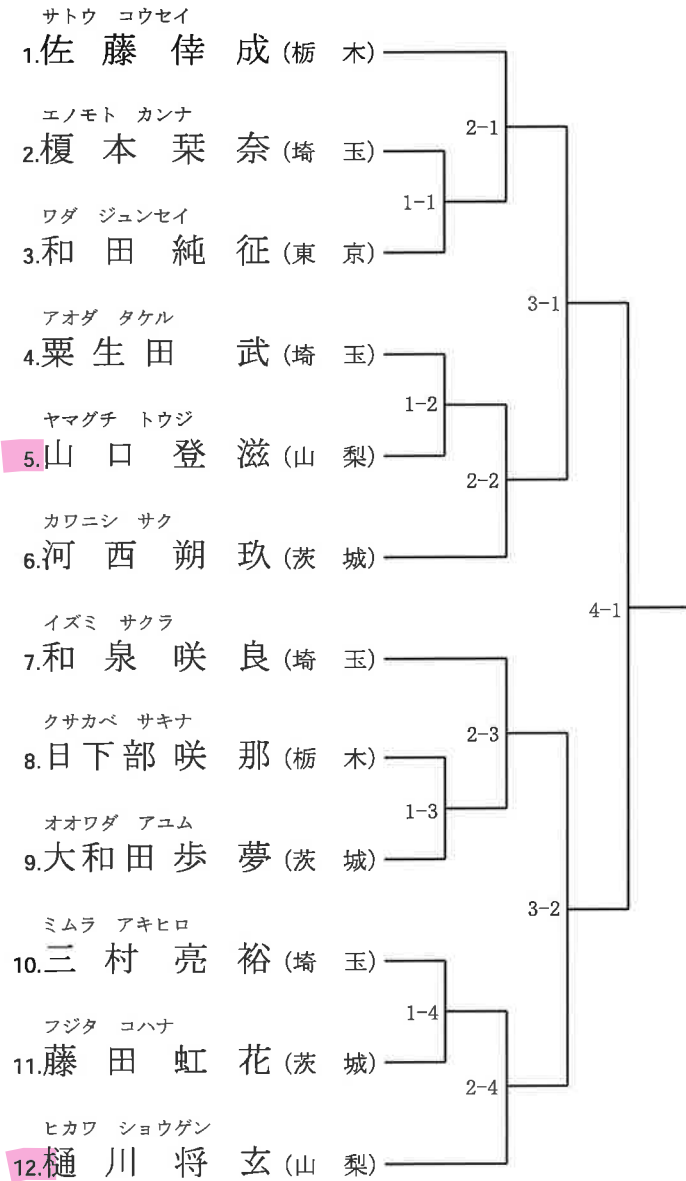 サトウ コウセイ
1.佐藤倖成(栃木)
2-1
エノモト カンナ
2.榎本栞奈(埼玉)
1-1
ワダ ジュンセイ
3.和田純征(東京)
3-1
アオダ タケル
4.粟生田武(埼玉)
1-2
ヤマグチ トウジ
5.山口登滋(山梨)
2-2
カワニシ サク
6.河西朔玖(茨城)
4-1
イズミ サクラ
7.和泉咲良(埼玉)
2-3
クサカベ サキナ
8.日下部咲那(栃木)
1-3
オオワダ アユム
9.大和田歩夢(茨城)
3-2
ミムラ アキヒロ
10.三村亮裕(埼玉)
1-4
フジタ コハナ
11.藤田虹花(茨城)
2-4
ヒカワ ショウゲン
12.樋川将玄(山梨)